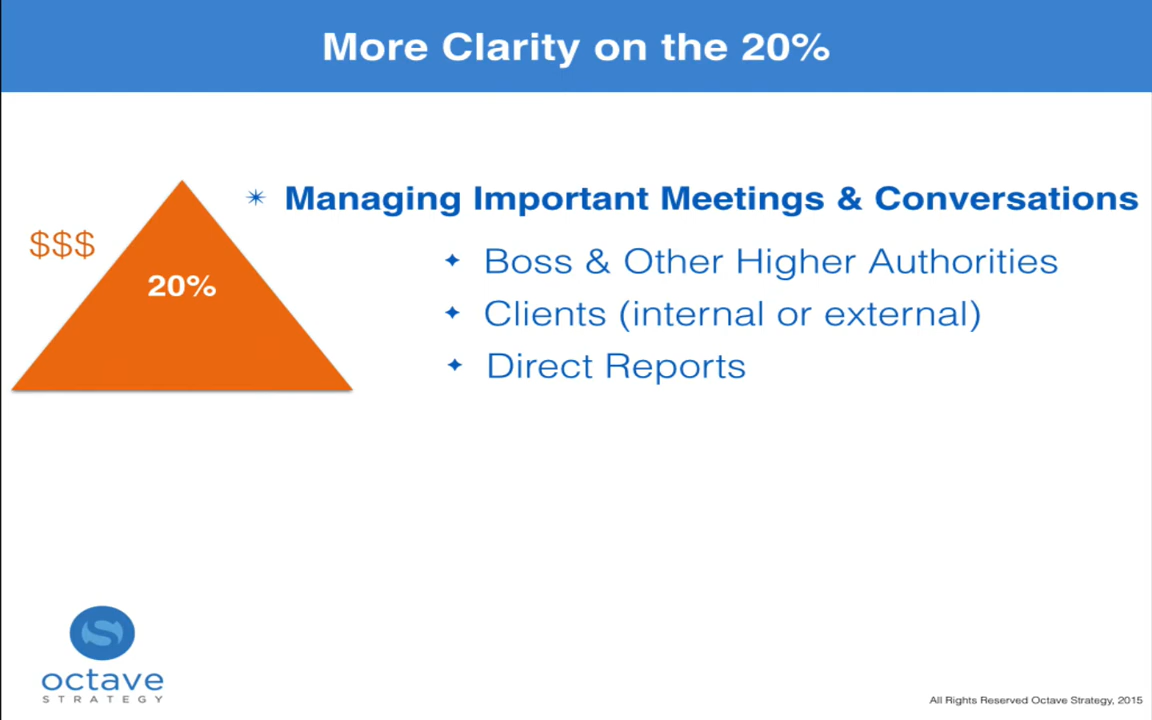 More Clarity on the 20%
Managing Important Meetings & Conversations
$$$
20%
Boss & Other Higher Authorities
Clients (internal or external)
Direct Reports
octave
STRATEGY
All Rights Reserved Octave Strategy, 2015